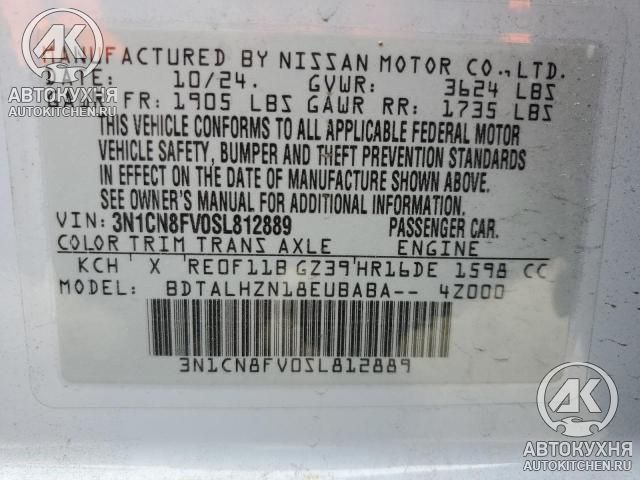 MANUFACTURED BY NISSAN MOTOR CO., LTD.
DATE: 10/24. GVWR: 3624 LBS
GAWR FR: 1905 LBS GAWR RR: 1735 LBS
THIS VEHICLE CONFORMS TO ALL APPLICABLE FEDERAL MOTOR
VEHICLE SAFETY, BUMPER AND THEFT PREVENTION STANDARDS
IN EFFECT ON THE DATE OF MANUFACTURE SHOWN ABOVE.
SEE OWNER'S MANUAL FOR ADDITIONAL INFORMATION
VIN: 3N1CN8FV0SL812889 PASSENGER CAR.
COLOR TRIM TRANS AXLE ENGINE
KCH X RE0F11B GZ39 HR16DE 1598 CC
MODEL: BDTALHZN18EUBABA-- 4Z000
3N1CN8FV0SL812889
АК
АВТОКУХНЯ
AUTOKITCHEN.RU
АК
АВТОКУХНЯ
AUTOKITCHEN.RU